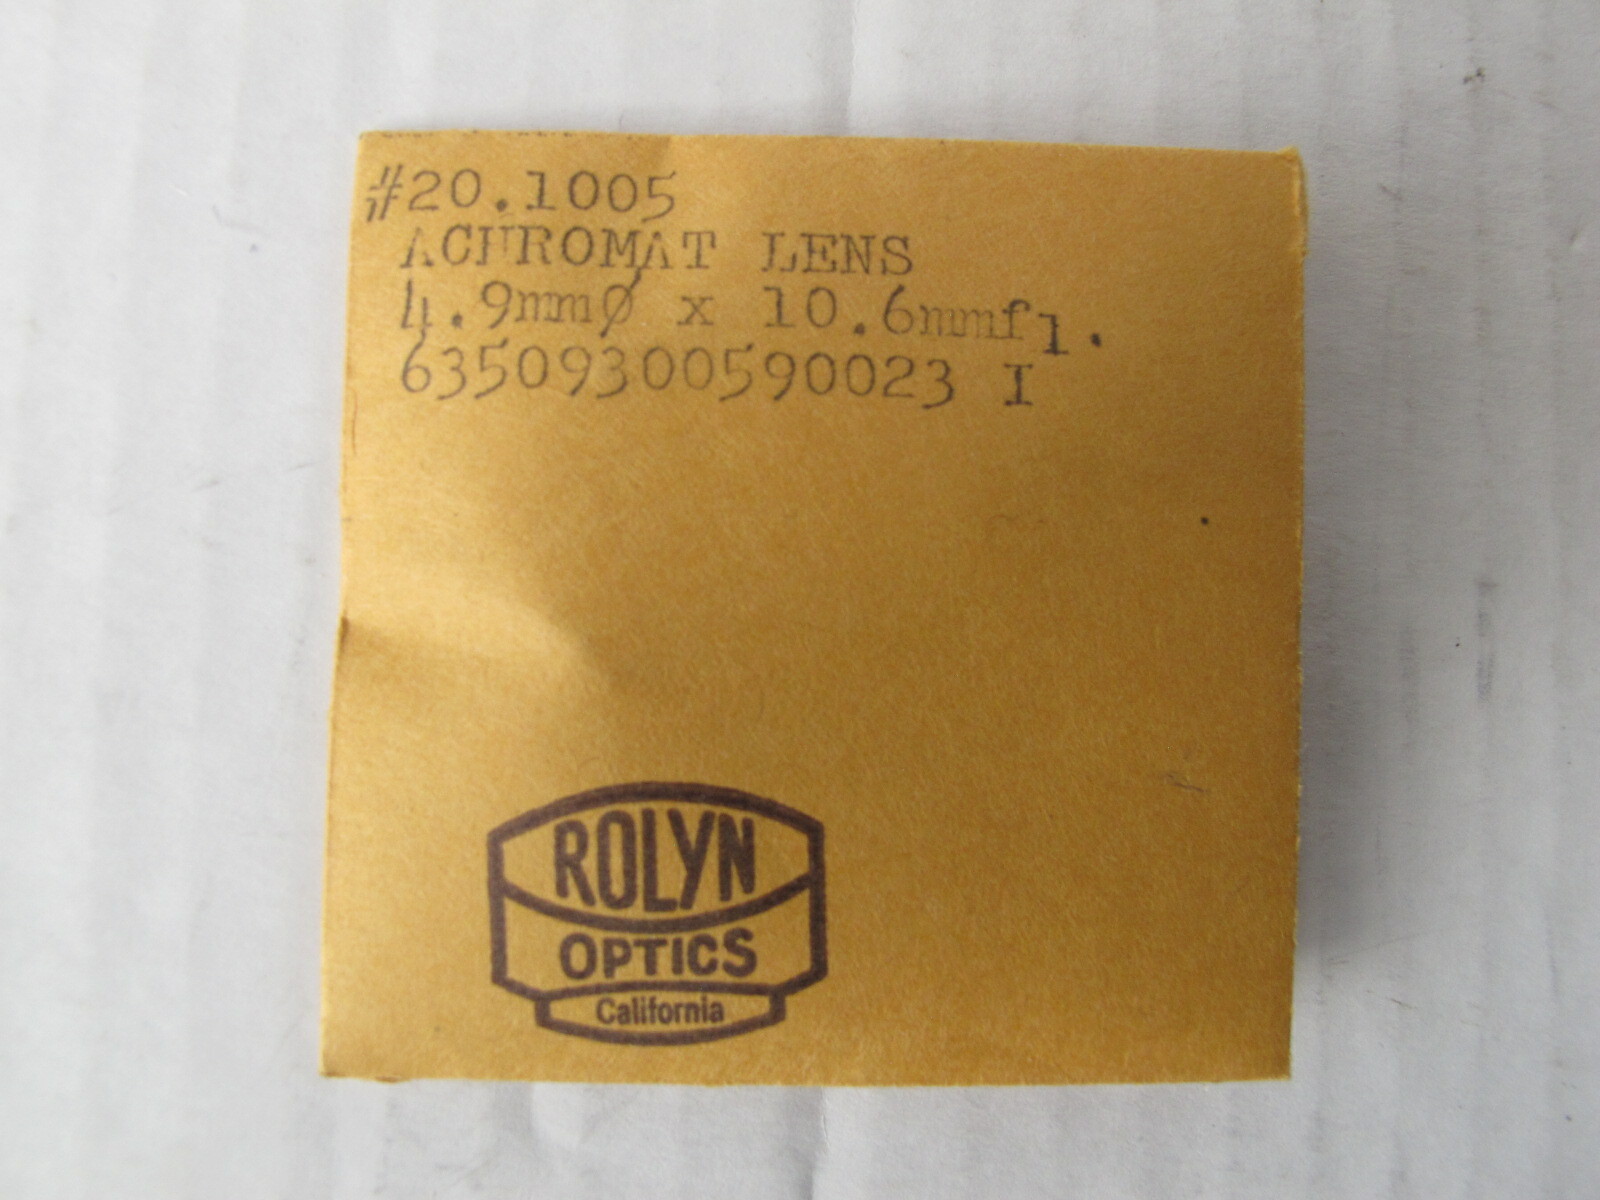 #20.1005
ACHROMAT LENS
4.9mmØ x 10.6mmfl.
63509300590023 I
ROLYN
OPTICS
California